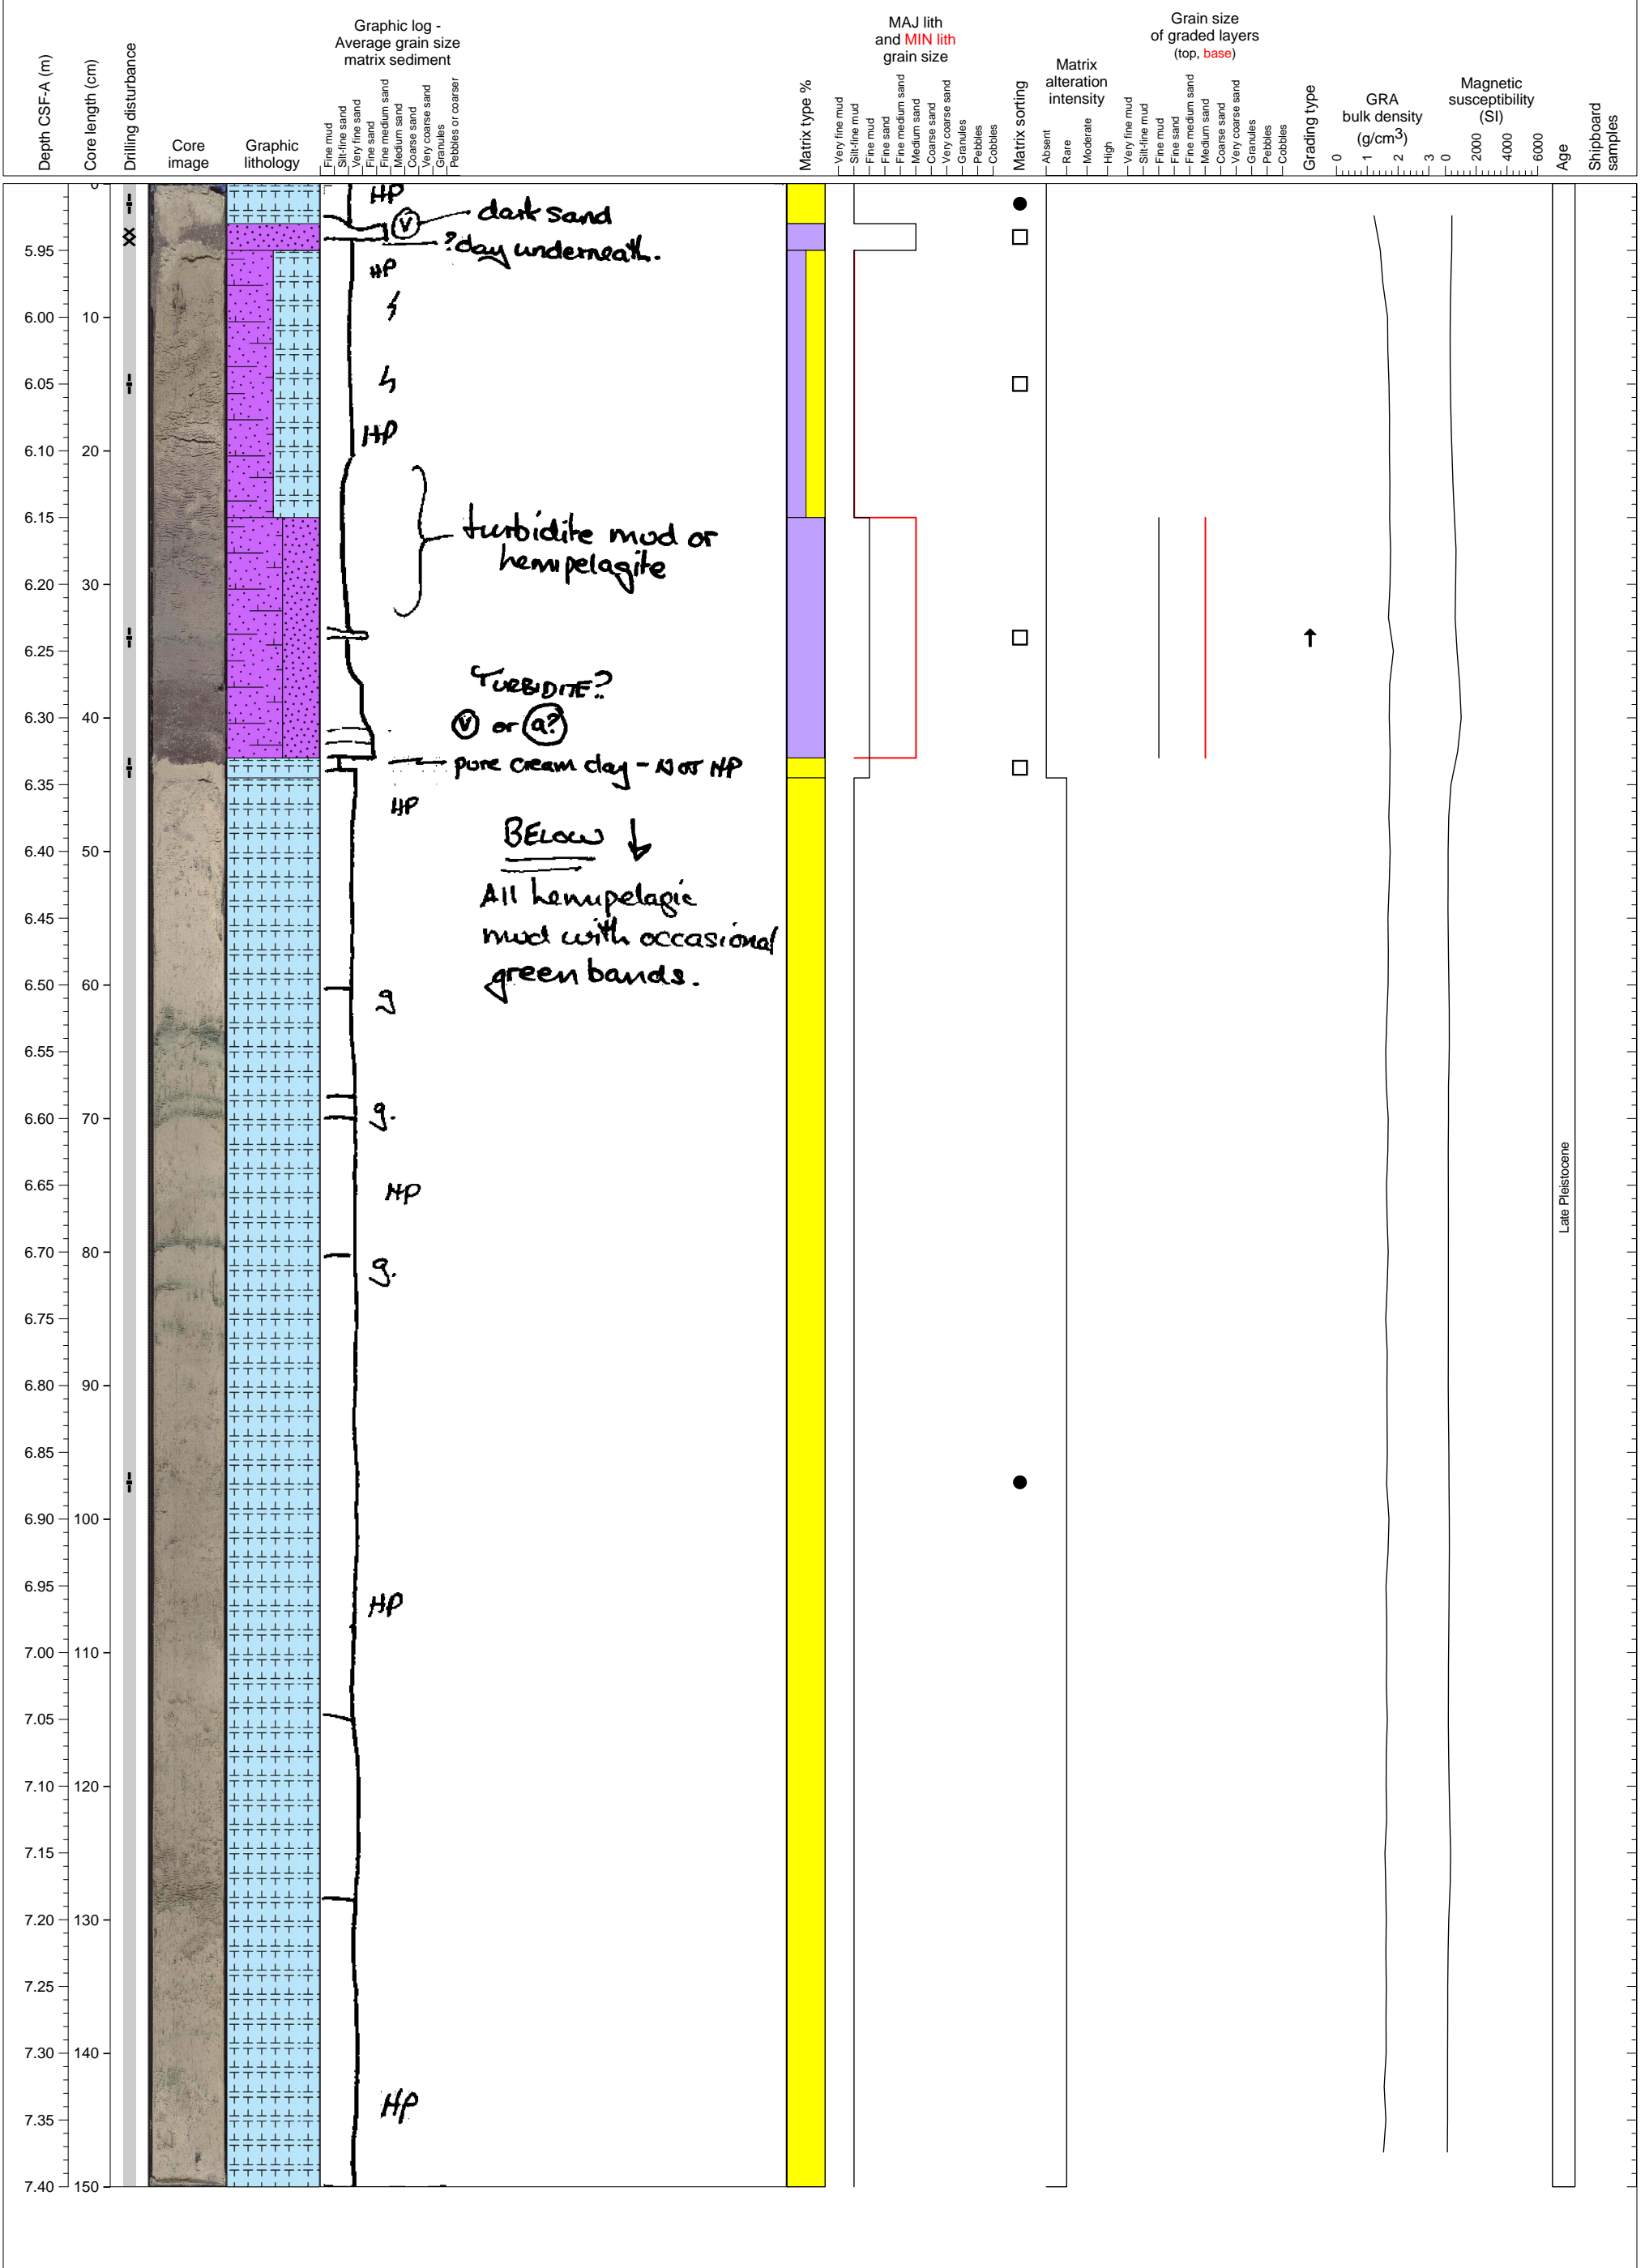 Depth CSF-A (m)
Core length (cm)
Drilling disturbance
Core
image
Graphic
lithology
Graphic log -
Average grain size
matrix sediment
Fine mud
Silt-fine sand
Very fine sand
Fine sand
Fine medium sand
Medium sand
Coarse sand
Very coarse sand
Granules
Pebbles or coarser
Matrix type %
MAJ lith
and MIN lith
grain size
Very fine mud
Silt-fine mud
Fine mud
Fine sand
Fine medium sand
Medium sand
Coarse sand
Very coarse sand
Granules
Pebbles
Cobbles
Matrix sorting
Matrix
alteration
intensity
Absent
Rare
Moderate
High
Grain size
of graded layers
(top, base)
Very fine mud
Silt-fine mud
Fine mud
Fine sand
Fine medium sand
Medium sand
Coarse sand
Very coarse sand
Granules
Pebbles
Cobbles
Grading type
GRA
bulk density
(g/cm3)
0 1 2 3
Magnetic
susceptibility
(SI)
0 2000 4000 6000
Age
Shipboard
samples
0
HP
V dark sand
?clay underneath.
5.95
HP
6.00 10
6.05
HP
6.10 20
6.15
turbidite mud or
hemipelagite
6.20 30
6.25
TURBIDITE?
6.30 40
V or a?
pure cream clay - NOT HP
6.35
HP
BELOW ↓
6.40 50
All hemipelagic
6.45
mud with occasional
green bands.
6.50 60
g
6.55
6.60 70
g.
6.65
HP
6.70 80
g.
6.75
6.80 90
6.85
6.90 100
6.95
HP
7.00 110
7.05
7.10 120
7.15
7.20 130
7.25
7.30 140
HP
7.35
7.40 150
Late Pleistocene